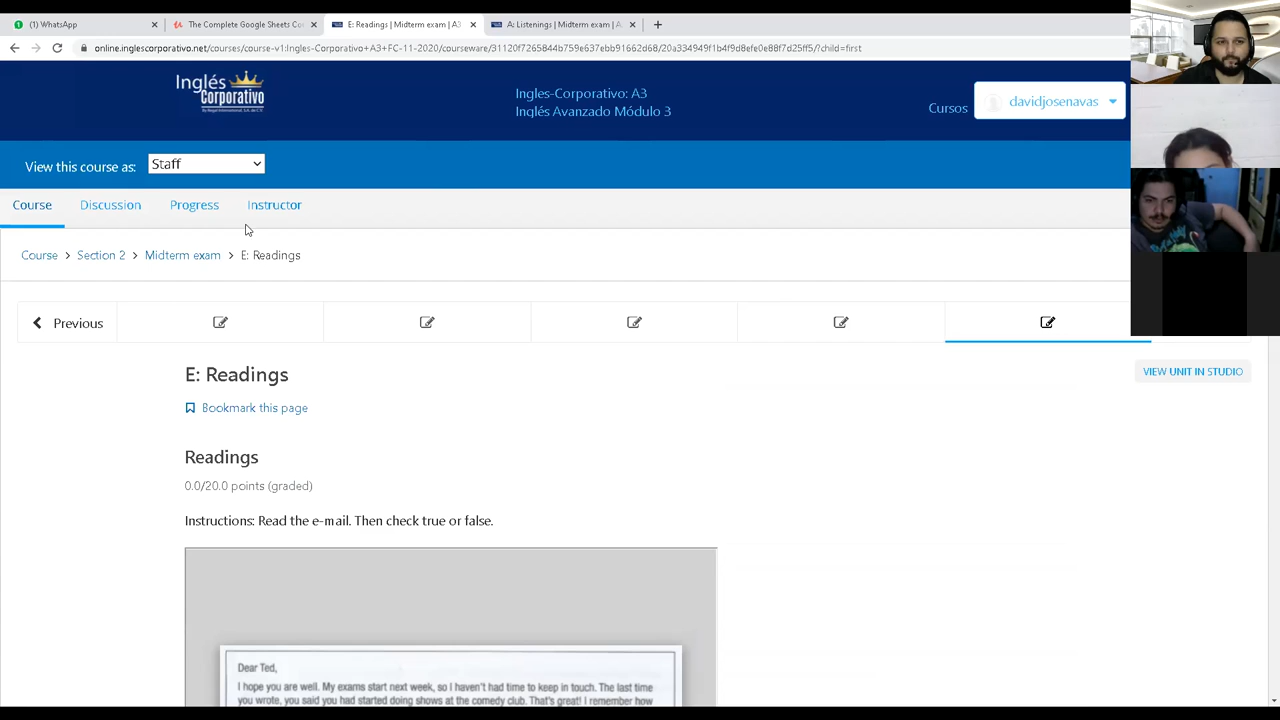 (1) WhatsApp
The Complete Google Sheets Co
E: Readings | Midterm exam | A3
A: Listenings | Midterm exam | A
online.inglescorporativo.net/courses/course-v1:Ingles-Corporativo+A3+FC-11-2020/courseware/31120f7265844b759e637ebb91662d68/20a334949f1b4f9d8efe0e88f7d25ff5/?child=first
Inglés
Corporativo
Ingles-Corporativo: A3
Inglés Avanzado Módulo 3
Cursos
davidjosenavas
View this course as:
Staff
Course
Discussion
Progress
Instructor
Course > Section 2 > Midterm exam > E: Readings
Previous
E: Readings
VIEW UNIT IN STUDIO
Bookmark this page
Readings
0.0/20.0 points (graded)
Instructions: Read the e-mail. Then check true or false.
Dear Ted,
I hope you are well. My exams start next week, so I haven't had time to keep in touch. The last time
you wrote, you said you had started doing shows at the comedy club. That's great! I remember how